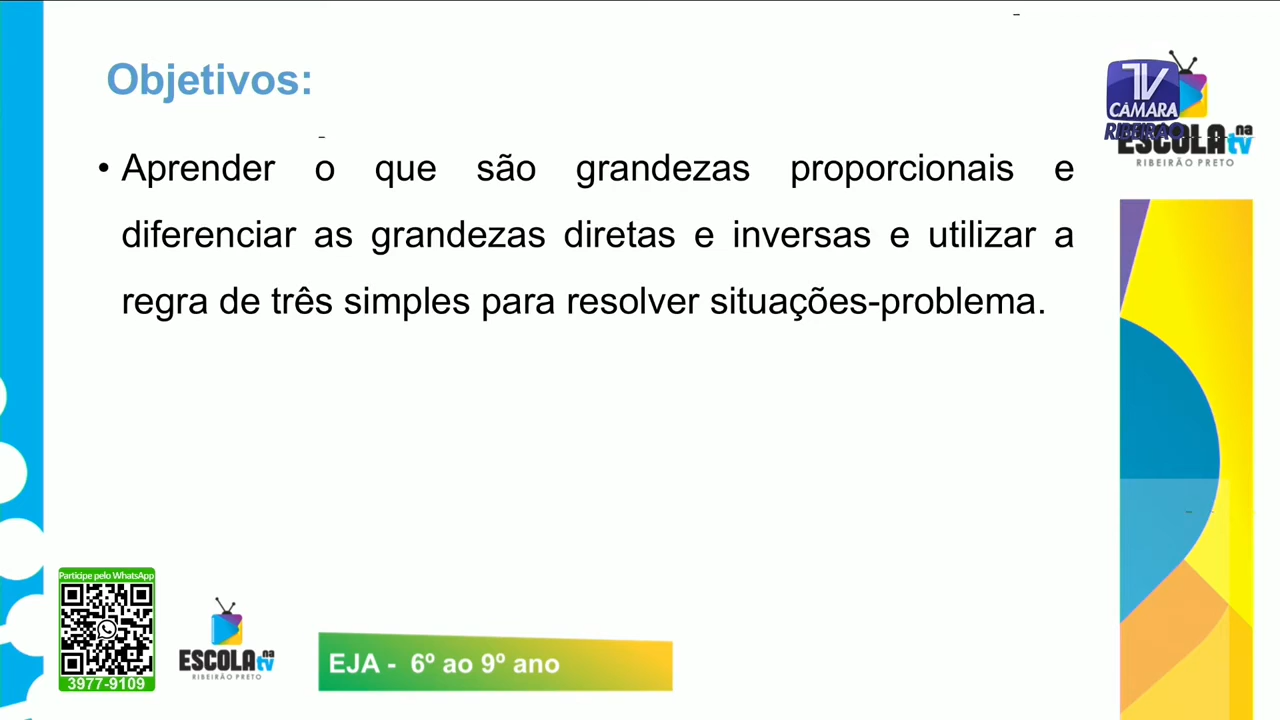 Objetivos:
TV
CÂMARA
RIBEIRÃO
ESCOLA na tv
RIBEIRÃO PRETO
• Aprender o que são grandezas proporcionais e
diferenciar as grandezas diretas e inversas e utilizar a
regra de três simples para resolver situações-problema.
Participe pelo WhatsApp
3977-9109
ESCOLA na tv
RIBEIRÃO PRETO
EJA - 6º ao 9º ano